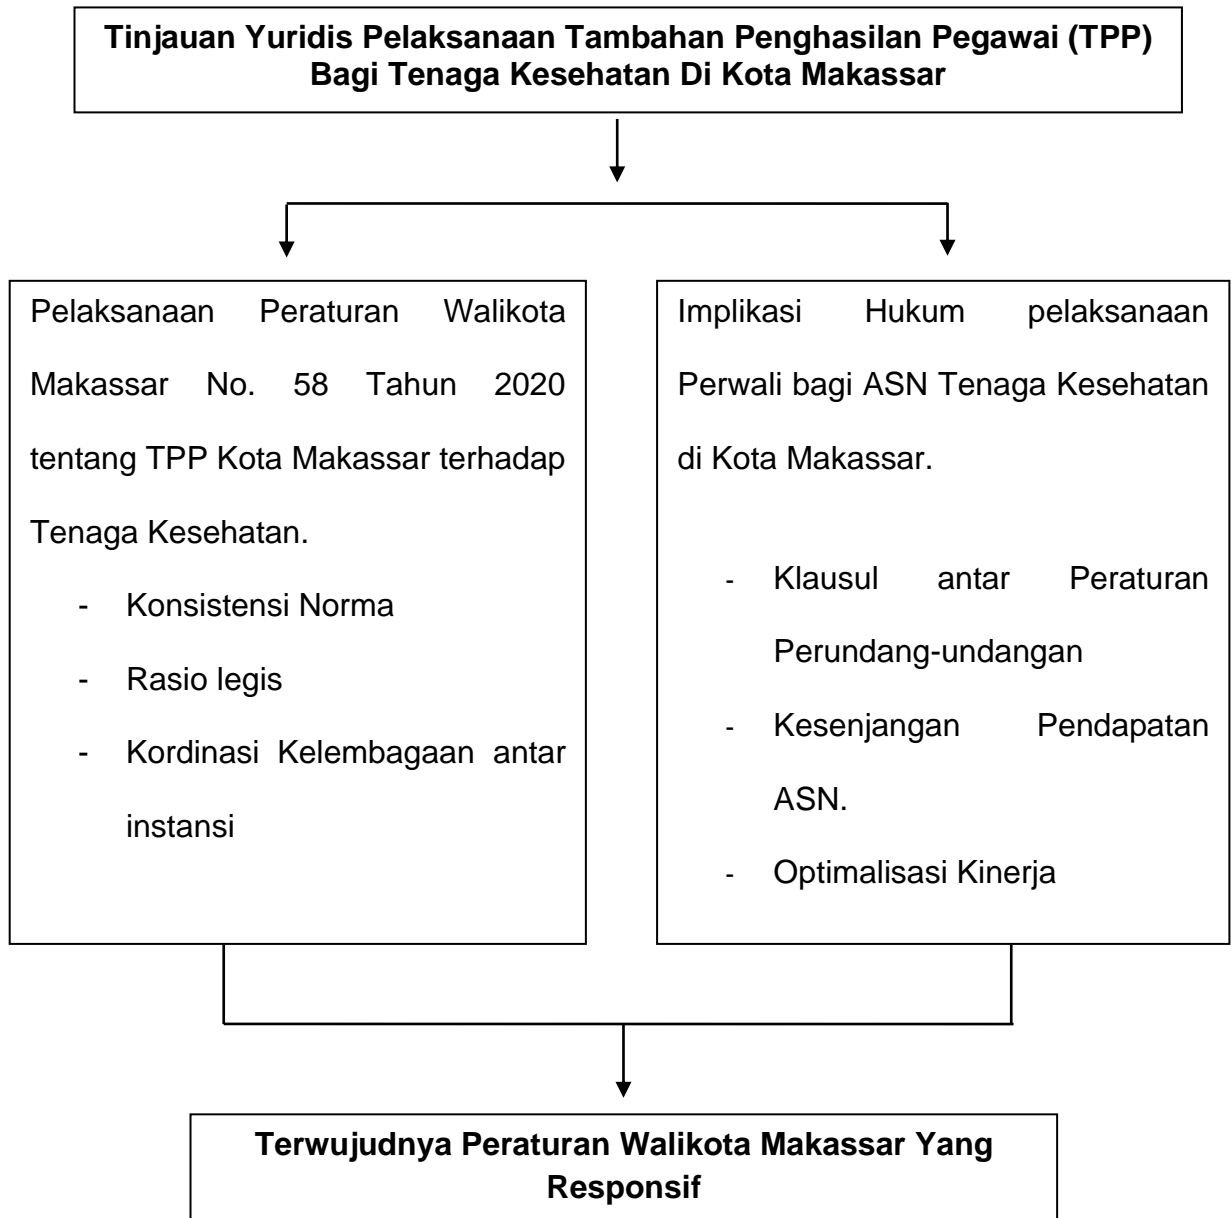 Tinjauan Yuridis Pelaksanaan Tambahan Penghasilan Pegawai (TPP)
Bagi Tenaga Kesehatan Di Kota Makassar
Pelaksanaan Peraturan Walikota
Makassar No. 58 Tahun 2020
tentang TPP Kota Makassar terhadap
Tenaga Kesehatan.
- Konsistensi Norma
- Rasio legis
- Kordinasi Kelembagaan antar
instansi
Implikasi Hukum pelaksanaan
Perwali bagi ASN Tenaga Kesehatan
di Kota Makassar.
- Klausul antar Peraturan
Perundang-undangan
- Kesenjangan Pendapatan
ASN.
- Optimalisasi Kinerja
Terwujudnya Peraturan Walikota Makassar Yang
Responsif